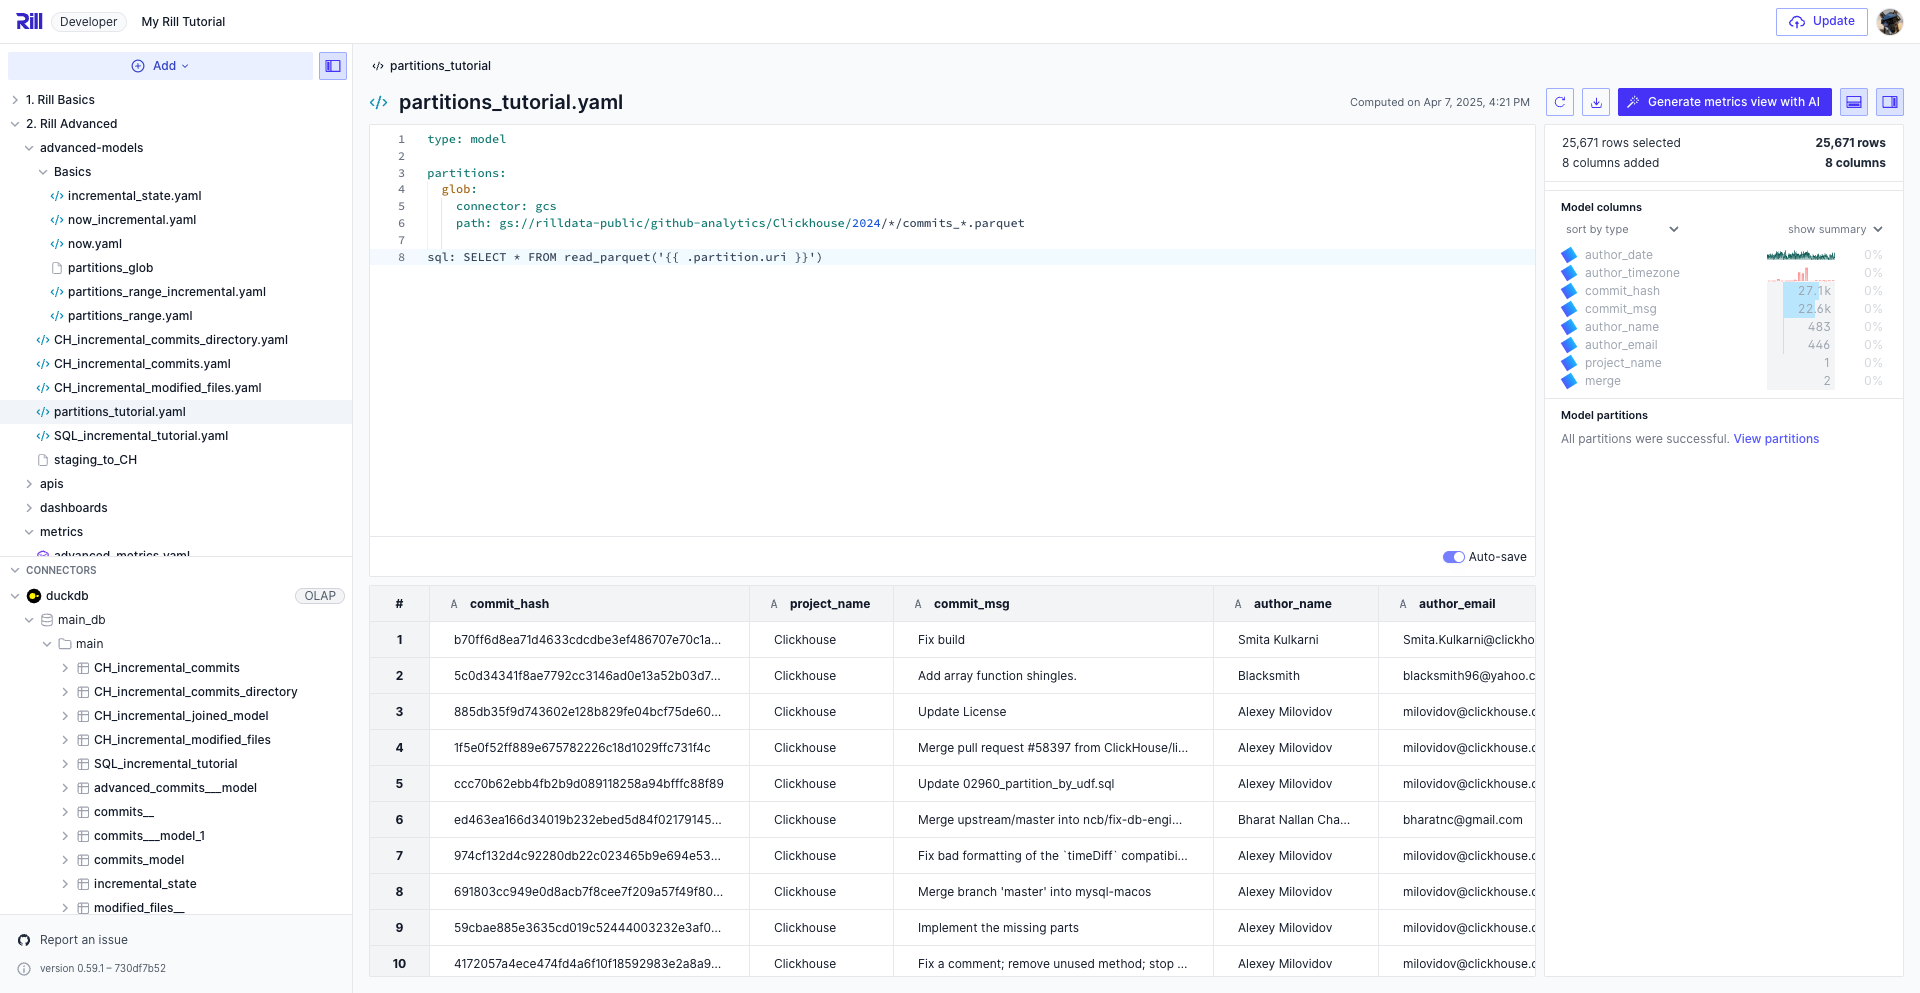 Rill Developer My Rill Tutorial Update
Add
1. Rill Basics
2. Rill Advanced
advanced-models
Basics
incremental_state.yaml
now_incremental.yaml
now.yaml
partitions_glob
partitions_range_incremental.yaml
partitions_range.yaml
CH_incremental_commits_directory.yaml
CH_incremental_commits.yaml
CH_incremental_modified_files.yaml
partitions_tutorial.yaml
SQL_incremental_tutorial.yaml
staging_to_CH
apis
dashboards
metrics
advanced_metrics.yaml
CONNECTORS
duckdb OLAP
main_db
main
CH_incremental_commits
CH_incremental_commits_directory
CH_incremental_joined_model
CH_incremental_modified_files
SQL_incremental_tutorial
advanced_commits___model
commits__
commits___model_1
commits_model
incremental_state
modified_files__
Report an issue
version 0.59.1 – 730df7b52
partitions_tutorial
partitions_tutorial.yaml
Computed on Apr 7, 2025, 4:21 PM
Generate metrics view with AI
1 type: model
2
3 partitions:
4 glob:
5 connector: gcs
6 path: gs://rilldata-public/github-analytics/Clickhouse/2024/*/commits_*.parquet
7
8 sql: SELECT * FROM read_parquet('{{ .partition.uri }}')
Auto-save
# A commit_hash A project_name A commit_msg A author_name A author_email
1 b70ff6d8ea71d4633cdcdbe3ef486707e70c1a... Clickhouse Fix build Smita Kulkarni Smita.Kulkarni@clickho
2 5c0d34341f8ae7792cc3146ad0e13a52b03d7... Clickhouse Add array function shingles. Blacksmith blacksmith96@yahoo.c
3 885db35f9d743602e128b829fe04bcf75de60... Clickhouse Update License Alexey Milovidov milovidov@clickhouse.c
4 1f5e0f52ff889e675782226c18d1029ffc731f4c Clickhouse Merge pull request #58397 from ClickHouse/li... Alexey Milovidov milovidov@clickhouse.c
5 ccc70b62ebb4fb2b9d089118258a94bfffc88f89 Clickhouse Update 02960_partition_by_udf.sql Alexey Milovidov milovidov@clickhouse.c
6 ed463ea166d34019b232ebed5d84f02179145... Clickhouse Merge upstream/master into ncb/fix-db-engi... Bharat Nallan Cha... bharatnc@gmail.com
7 974cf132d4c92280db22c023465b9e694e53... Clickhouse Fix bad formatting of the `timeDiff` compatibi... Alexey Milovidov milovidov@clickhouse.c
8 691803cc949e0d8acb7f8cee7f209a57f49f80... Clickhouse Merge branch 'master' into mysql-macos Alexey Milovidov milovidov@clickhouse.c
9 59cbae885e3635cd019c52444003232e3af0... Clickhouse Implement the missing parts Alexey Milovidov milovidov@clickhouse.c
10 4172057a4ece474fd4a6f10f18592983e2a8a9... Clickhouse Fix a comment; remove unused method; stop ... Alexey Milovidov milovidov@clickhouse.c
25,671 rows selected 25,671 rows
8 columns added 8 columns
Model columns
sort by type show summary
author_date 0%
author_timezone 0%
commit_hash 27.1k 0%
commit_msg 22.6k 0%
author_name 483 0%
author_email 446 0%
project_name 1 0%
merge 2 0%
Model partitions
All partitions were successful. View partitions